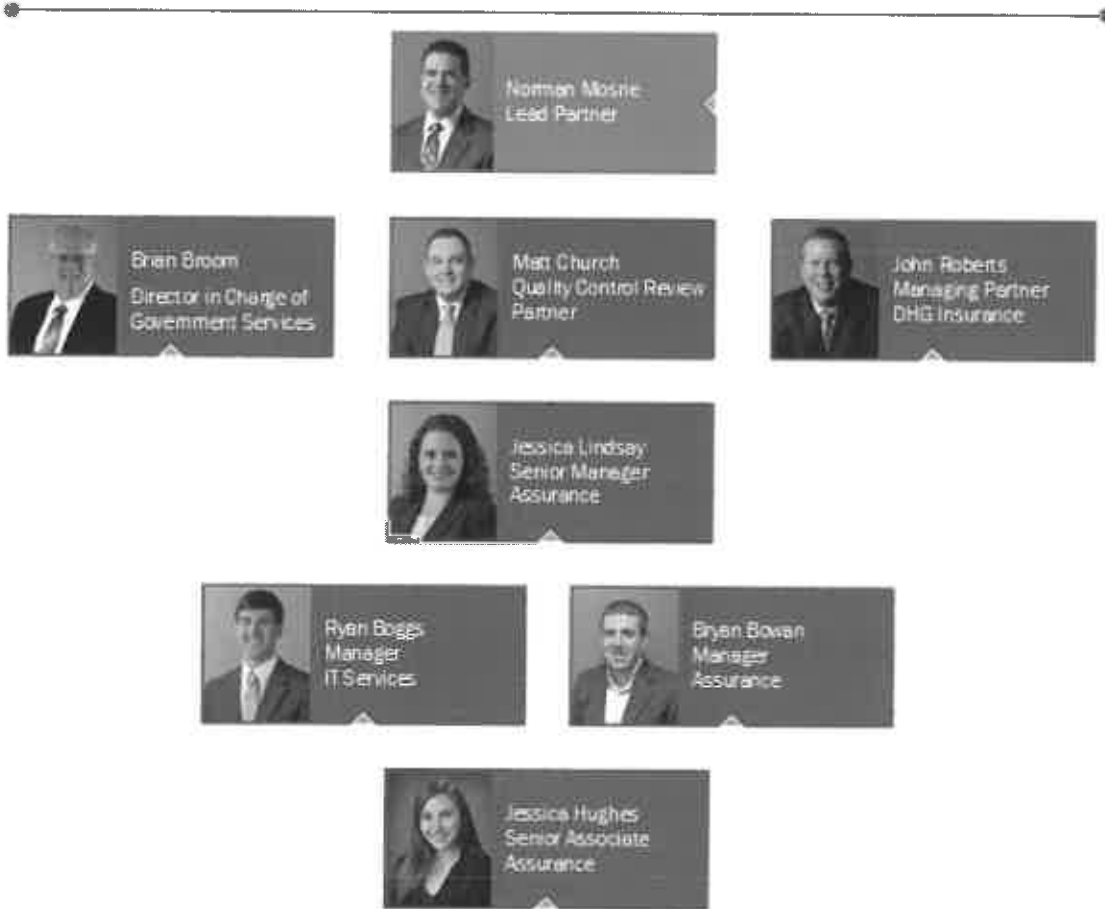 Norman Mosrie
Lead Partner
Brian Broom
Director in Charge of
Government Services
Matt Church
Quality Control Review
Partner
John Roberts
Managing Partner
DHG Insurance
Jessica Lindsay
Senior Manager
Assurance
Ryan Boggs
Manager
IT Services
Bryan Bowan
Manager
Assurance
Jessica Hughes
Senior Associate
Assurance